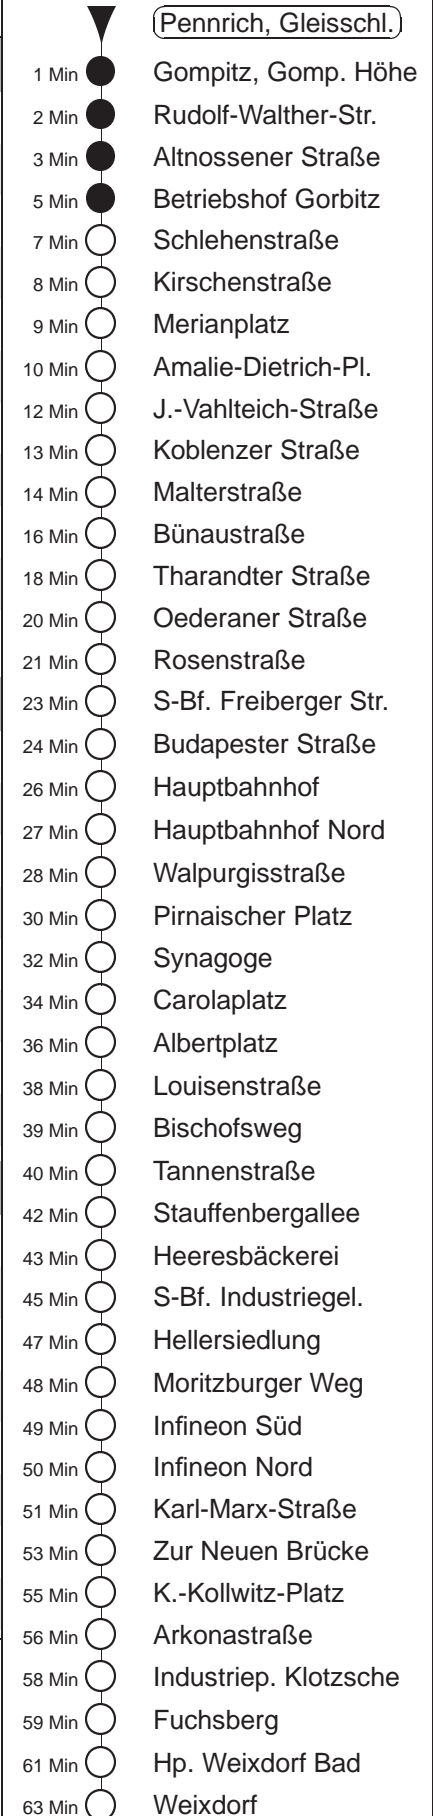 Pennrich, Gleisschl.
1 Min Gompitz, Gomp. Höhe
2 Min Rudolf-Walther-Str.
3 Min Altnossener Straße
5 Min Betriebshof Gorbitz
7 Min Schlehenstraße
8 Min Kirschenstraße
9 Min Merianplatz
10 Min Amalie-Dietrich-Pl.
12 Min J.-Vahlteich-Straße
13 Min Koblenzer Straße
14 Min Malterstraße
16 Min Bünaustraße
18 Min Tharandter Straße
20 Min Oederaner Straße
21 Min Rosenstraße
23 Min S-Bf. Freiberger Str.
24 Min Budapester Straße
26 Min Hauptbahnhof
27 Min Hauptbahnhof Nord
28 Min Walpurgisstraße
30 Min Pirnaischer Platz
32 Min Synagoge
34 Min Carolaplatz
36 Min Albertplatz
38 Min Louisenstraße
39 Min Bischofsweg
40 Min Tannenstraße
42 Min Stauffenbergallee
43 Min Heeresbäckerei
45 Min S-Bf. Industriegel.
47 Min Hellersiedlung
48 Min Moritzburger Weg
49 Min Infineon Süd
50 Min Infineon Nord
51 Min Karl-Marx-Straße
53 Min Zur Neuen Brücke
55 Min K.-Kollwitz-Platz
56 Min Arkonastraße
58 Min Industriep. Klotzsche
59 Min Fuchsberg
61 Min Hp. Weixdorf Bad
63 Min Weixdorf